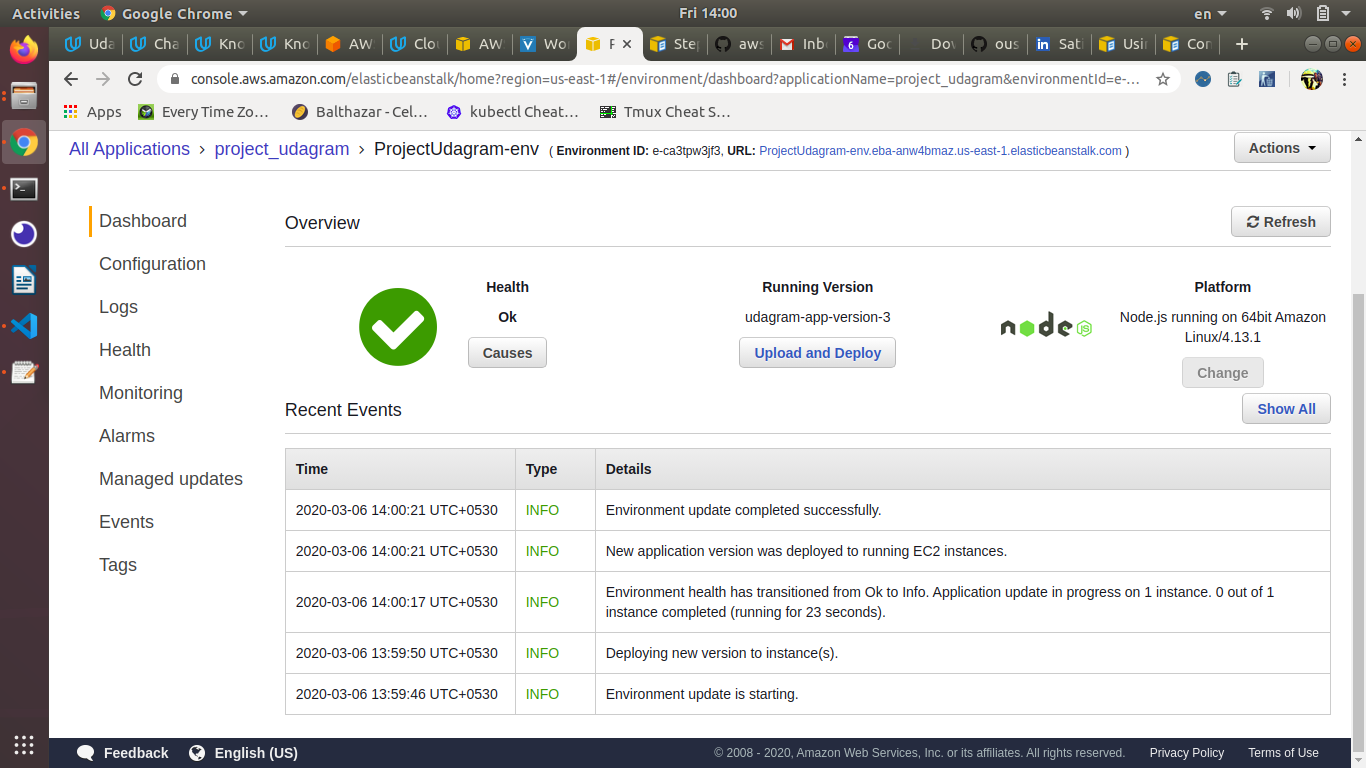 Activities Google Chrome Fri 14:00 en
Uda Cha Kno Kno AW Clo AW Wo Step aws Inb Goo Dow ous Sat Usi Con
console.aws.amazon.com/elasticbeanstalk/home?region=us-east-1#/environment/dashboard?applicationName=project_udagram&environmentId=e-...
Apps Every Time Zo... Balthazar - Cel... kubectl Cheat... Tmux Cheat S...
All Applications › project_udagram › ProjectUdagram-env ( Environment ID: e-ca3tpw3jf3, URL: ProjectUdagram-env.eba-anw4bmaz.us-east-1.elasticbeanstalk.com )
Actions
Dashboard
Configuration
Logs
Health
Monitoring
Alarms
Managed updates
Events
Tags
Overview
Refresh
Health
Ok
Causes
Running Version
udagram-app-version-3
Upload and Deploy
node JS
Platform
Node.js running on 64bit Amazon
Linux/4.13.1
Change
Recent Events
Show All
Time Type Details
2020-03-06 14:00:21 UTC+0530 INFO Environment update completed successfully.
2020-03-06 14:00:21 UTC+0530 INFO New application version was deployed to running EC2 instances.
2020-03-06 14:00:17 UTC+0530 INFO Environment health has transitioned from Ok to Info. Application update in progress on 1 instance. 0 out of 1
instance completed (running for 23 seconds).
2020-03-06 13:59:50 UTC+0530 INFO Deploying new version to instance(s).
2020-03-06 13:59:46 UTC+0530 INFO Environment update is starting.
Feedback English (US) © 2008 - 2020, Amazon Web Services, Inc. or its affiliates. All rights reserved. Privacy Policy Terms of Use